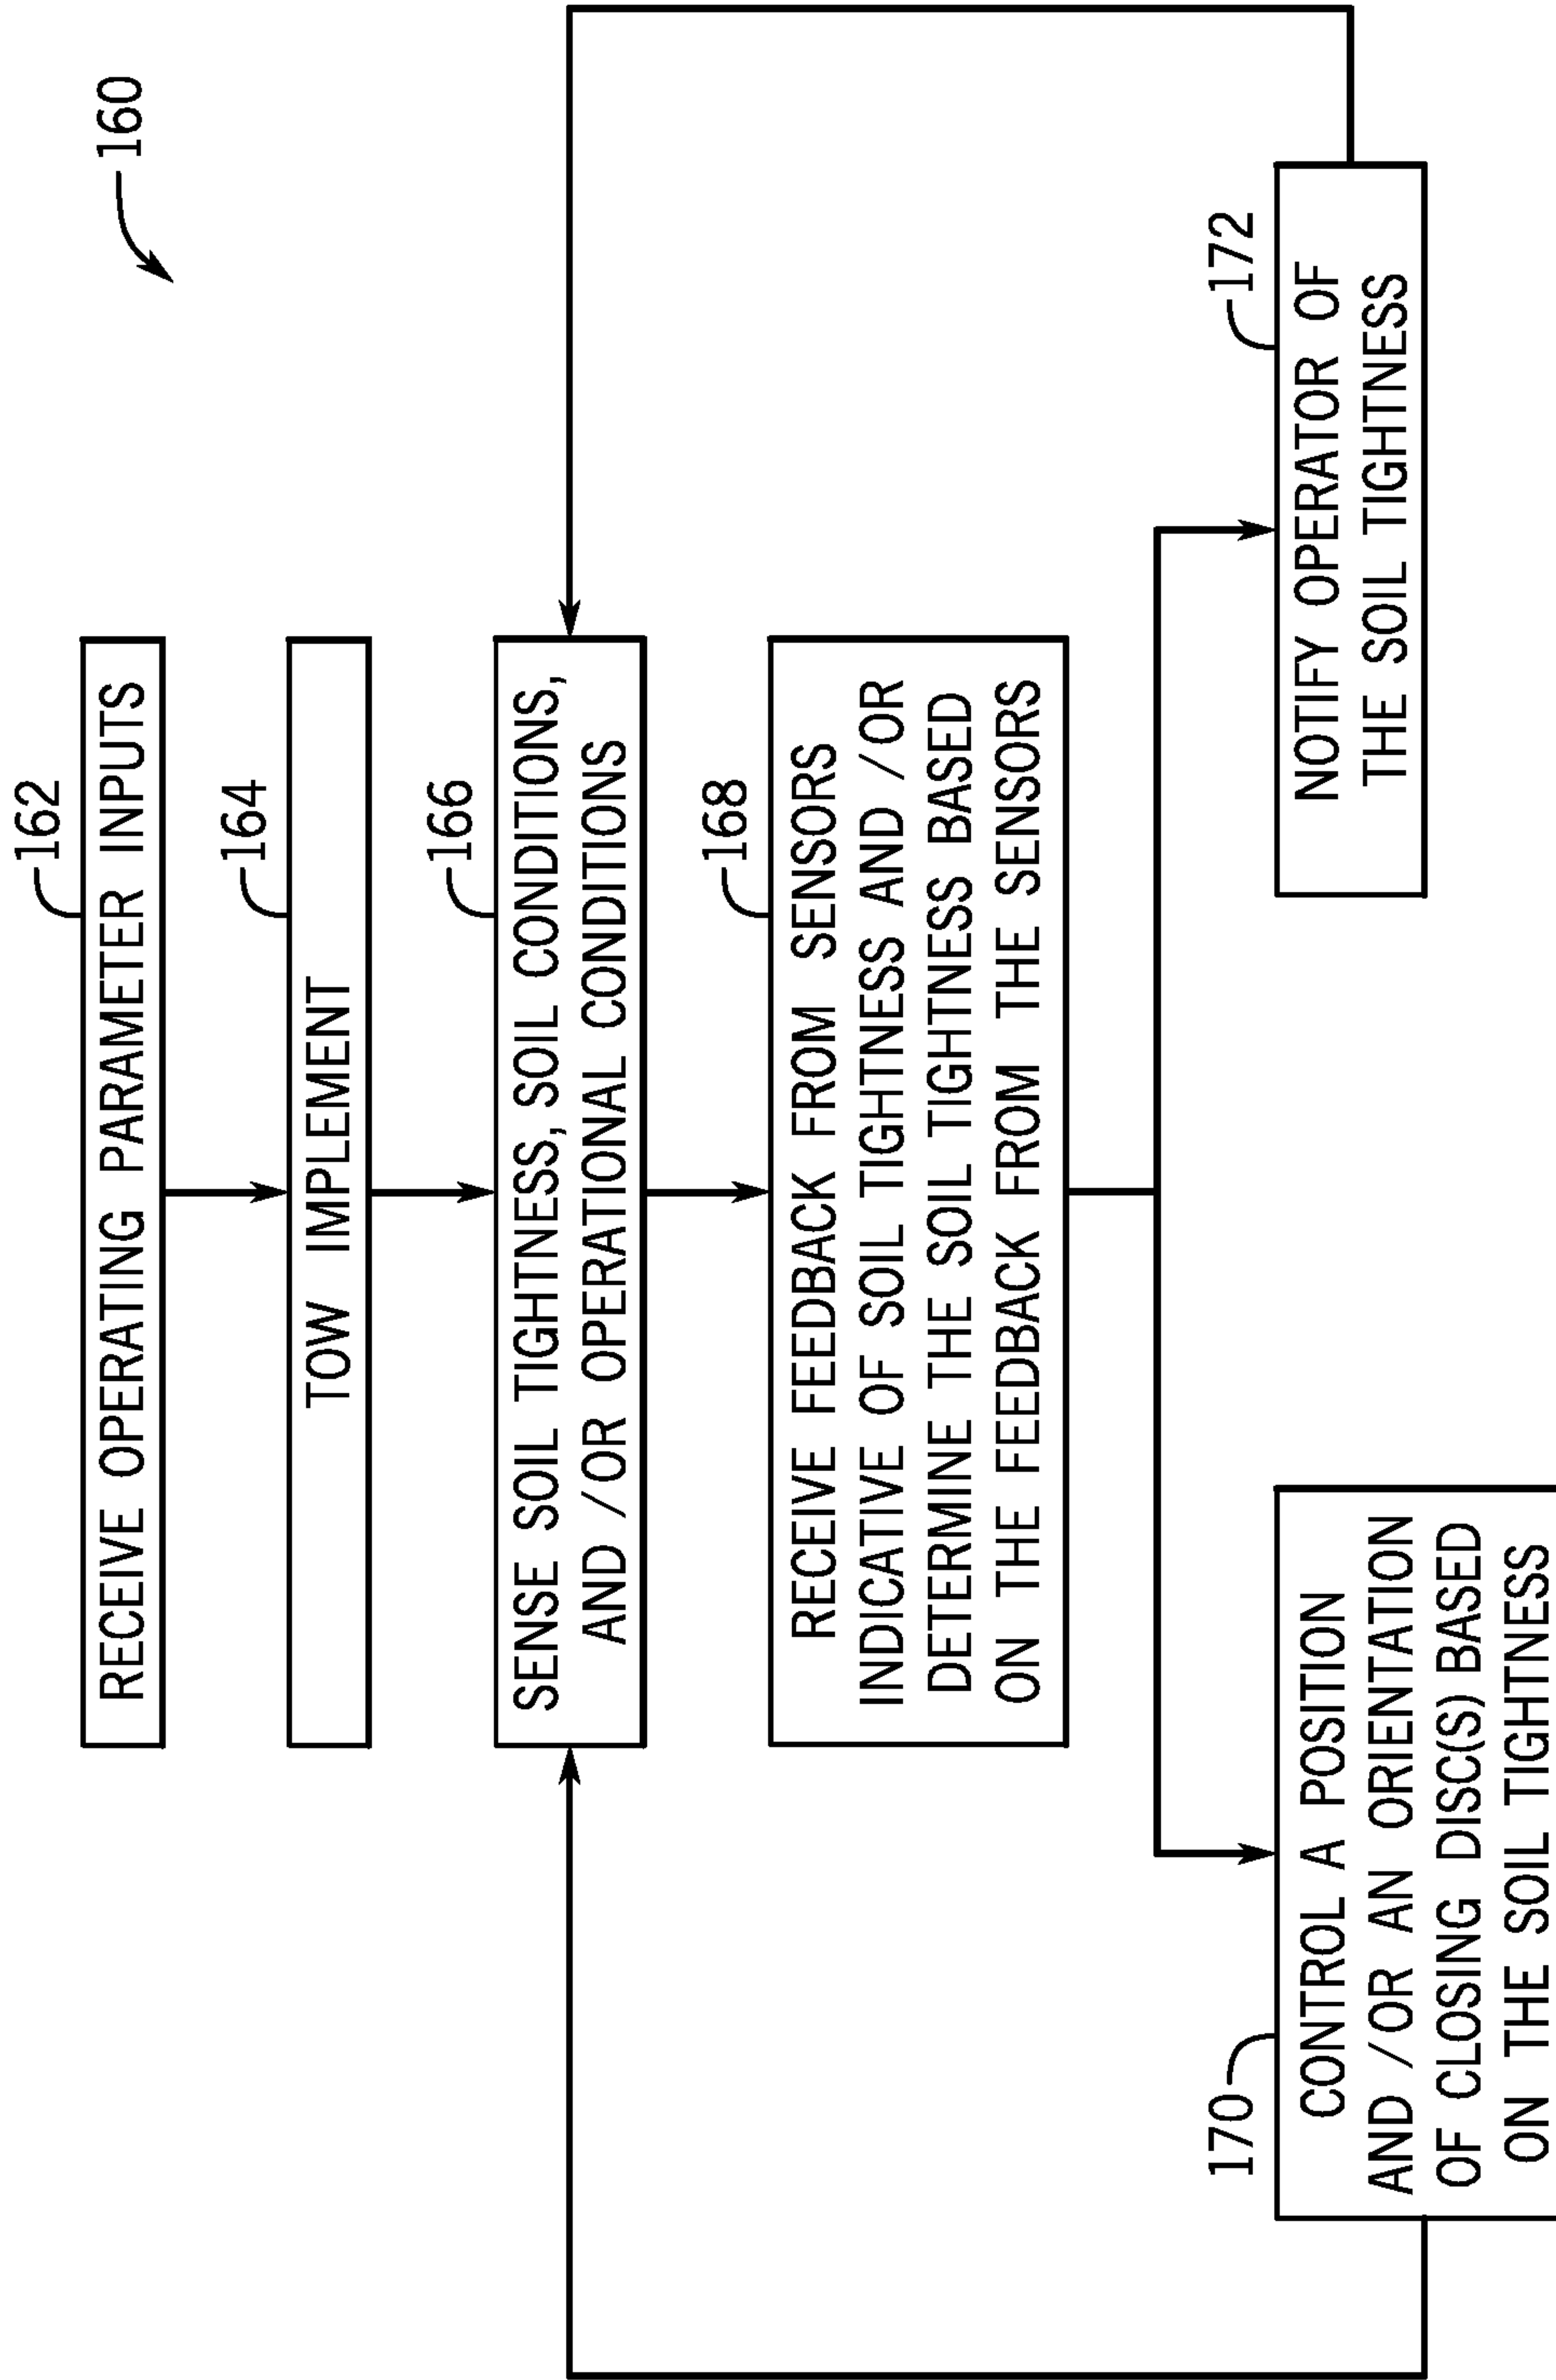 160
162
RECEIVE OPERATING PARAMETER INPUTS
164
TOW IMPLEMENT
166
SENSE SOIL TIGHTNESS, SOIL CONDITIONS,
AND /OR OPERATIONAL CONDITIONS
168
RECEIVE FEEDBACK FROM SENSORS
INDICATIVE OF SOIL TIGHTNESS AND /OR
DETERMINE THE SOIL TIGHTNESS BASED
ON THE FEEDBACK FROM THE SENSORS
170
CONTROL A POSITION
AND /OR AN ORIENTATION
OF CLOSING DISC(S) BASED
ON THE SOIL TIGHTNESS
172
NOTIFY OPERATOR OF
THE SOIL TIGHTNESS